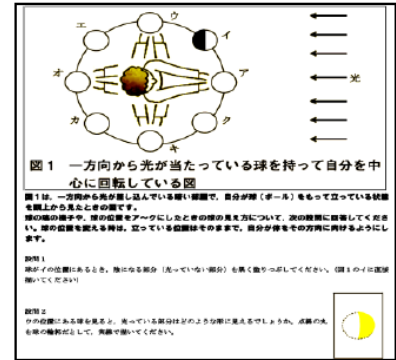 ウ
エ
イ
オ
ア
光
カ
ク
キ
図1 一方向から光が当たっている球を持って自分を中
心に回転している図
図1は、一方向から光が差し込んでいる暗い部屋で、自分が球(ボール)をもって立っている状態
を頭上から見たときの図です。
球の陰の様子や、球の位置をア〜クにしたときの球の見え方について、次の設問に回答してくださ
い。球の位置を変える時は、立っている位置はそのままで、自分が体をその方向に向けるようにし
ます。
設問1
球がイの位置にあるとき、陰になる部分(光っていない部分)を黒く塗りつぶしてください。(図1のイに直接
描いてください)
設問2
ウの位置にある球を見ると、光っている部分はどのような形に見えるでしょうか。点線の丸
を球の輪郭だとして、実線で描いてください。